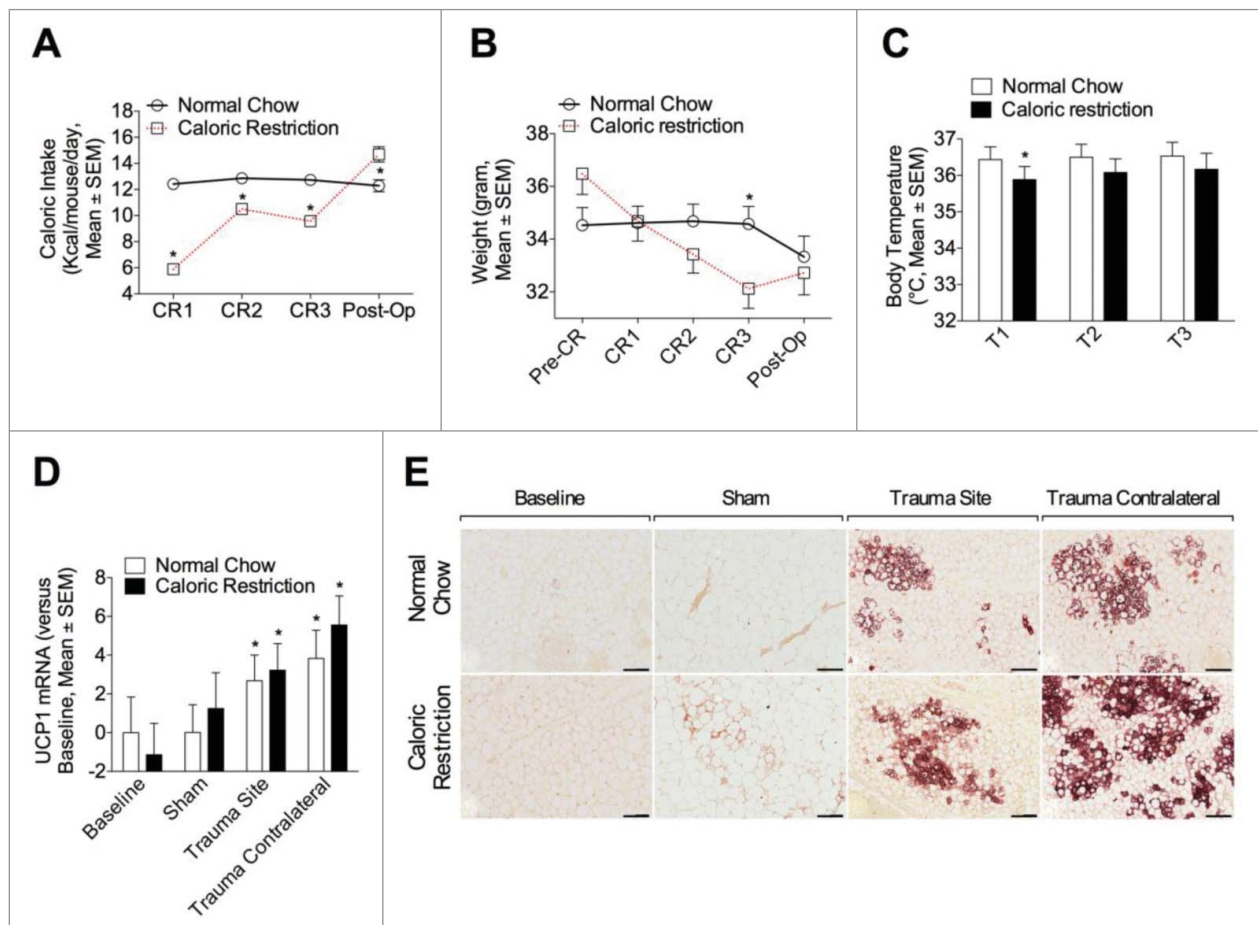 A
Normal Chow
Caloric Restriction
Caloric Intake
(Kcal/mouse/day,
Mean ± SEM)
18
16
14
12
10
8
6
4
*
*
*
*
CR1 CR2 CR3 Post-Op
B
Normal Chow
Caloric restriction
Weight (gram,
Mean ± SEM)
38
36
34
32
*
Pre-CR CR1 CR2 CR3 Post-Op
C
Normal Chow
Caloric restriction
Body Temperature
(°C, Mean ± SEM)
37
36
35
34
33
32
*
T1 T2 T3
D
Normal Chow
Caloric Restriction
UCP1 mRNA (versus
Baseline, Mean ± SEM)
8
6
4
2
0
-2
*
*
*
*
Baseline Sham Trauma Site Trauma Contralateral
E
Baseline Sham Trauma Site Trauma Contralateral
Normal
Chow
Caloric
Restriction